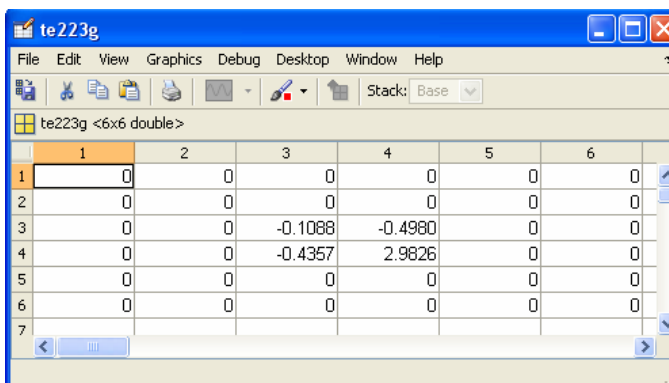 te223g
File Edit View Graphics Debug Desktop Window Help
Stack: Base
te223g <6x6 double>
1 2 3 4 5 6
1 0 0 0 0 0 0
2 0 0 0 0 0 0
3 0 0 -0.1088 -0.4980 0 0
4 0 0 -0.4357 2.9826 0 0
5 0 0 0 0 0 0
6 0 0 0 0 0 0
7